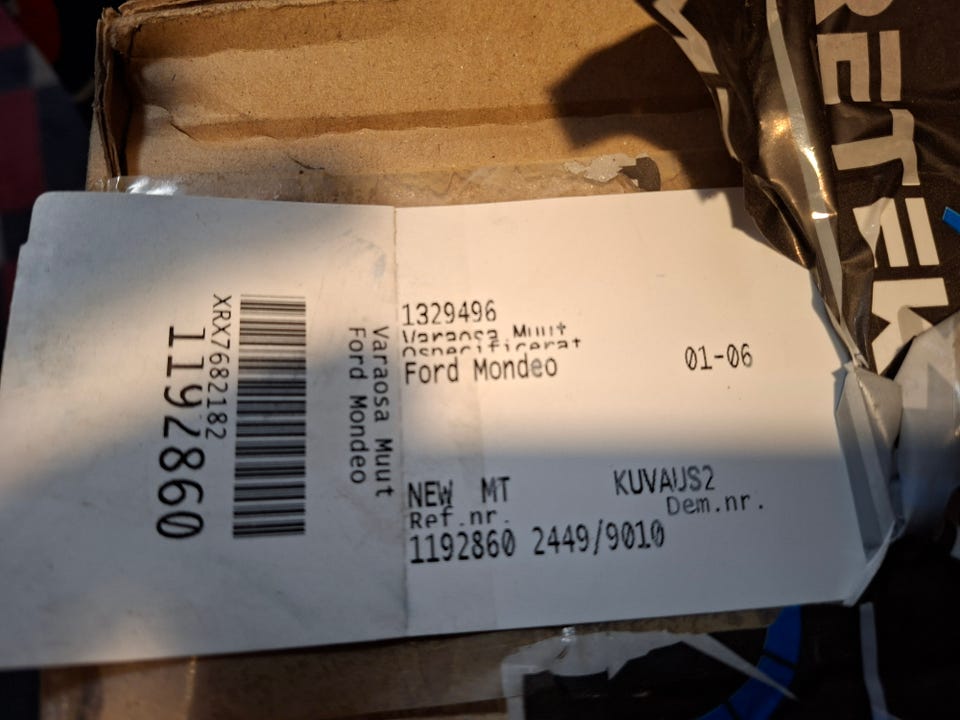 Varaosa Muut
Ford Mondeo
XRX7682182
1192860
1329496
Varaosa Muut
Ospecificerat
Ford Mondeo 01-06
NEW MT KUVAUS2
Ref.nr. Dem.nr.
1192860 2449/9010